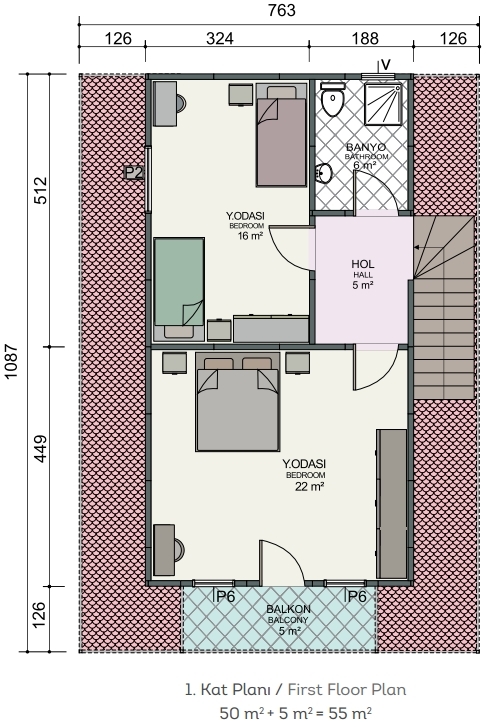 763
126 324 188 126
V
512
P2
BANYO
BATHROOM
6 m²
Y.ODASI
BEDROOM
16 m²
HOL
HALL
5 m²
1087
449
Y.ODASI
BEDROOM
22 m²
126
P6 P6
BALKON
BALCONY
5 m²
1. Kat Planı / First Floor Plan
50 m² + 5 m² = 55 m²